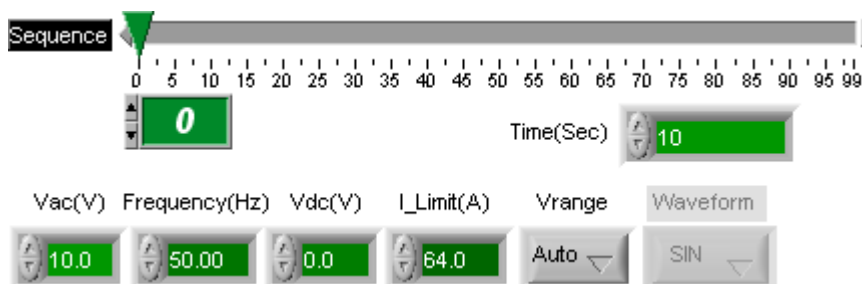 Sequence
0 5 10 15 20 25 30 35 40 45 50 55 60 65 70 75 80 85 90 95 99
0
Time(Sec) 10
Vac(V) Frequency(Hz) Vdc(V) I_Limit(A) Vrange Waveform
10.0 50.00 0.0 64.0 Auto SIN